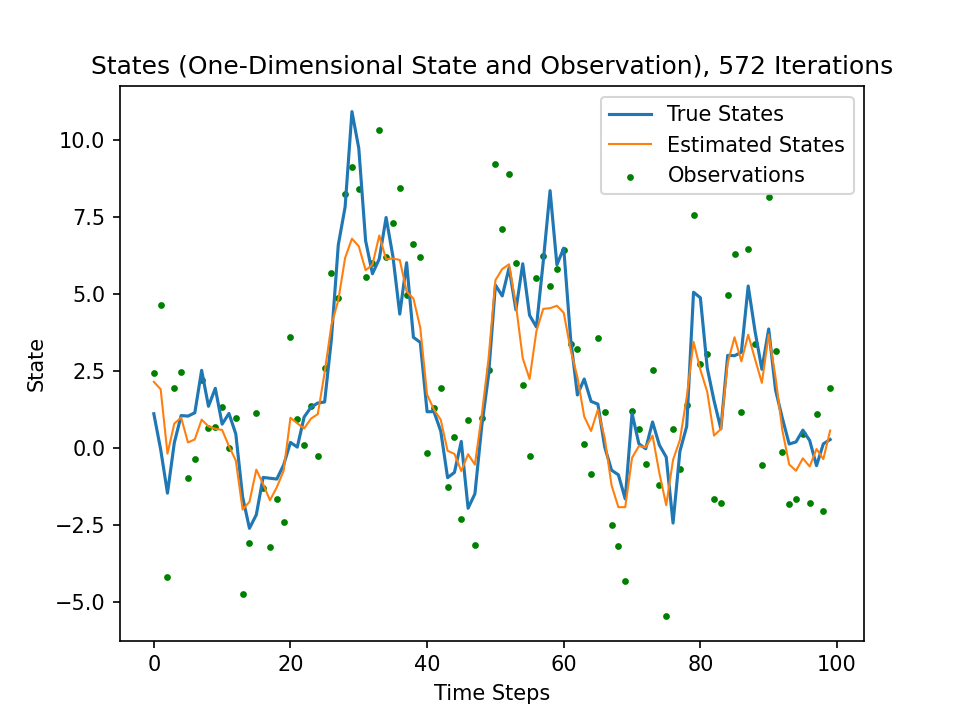 States (One-Dimensional State and Observation), 572 Iterations
True States
Estimated States
Observations
10.0
7.5
5.0
2.5
0.0
−2.5
−5.0
State
0 20 40 60 80 100
Time Steps